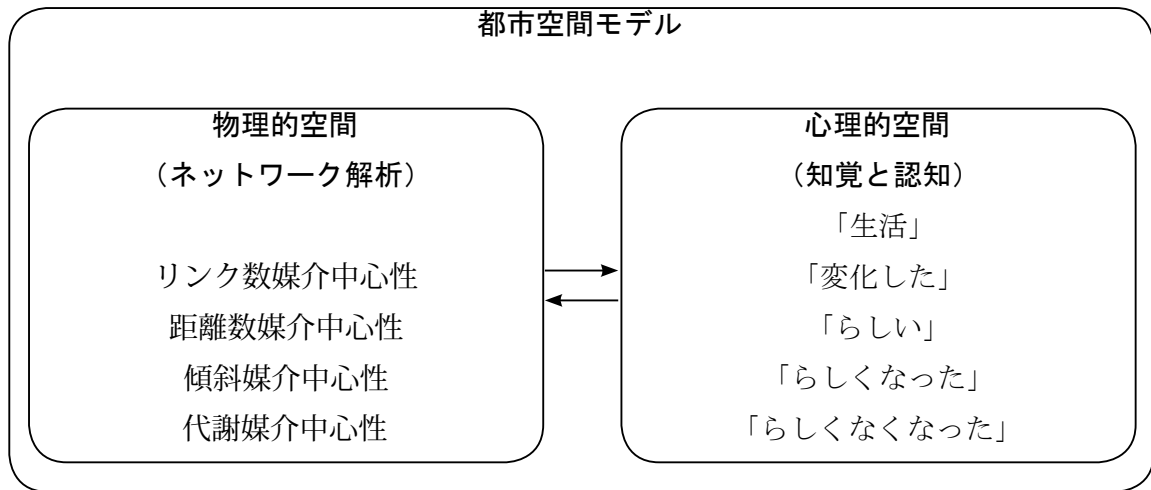 都市空間モデル
物理的空間
（ネットワーク解析）
リンク数媒介中心性
距離数媒介中心性
傾斜媒介中心性
代謝媒介中心性
心理的空間
（知覚と認知）
「生活」
「変化した」
「らしい」
「らしくなった」
「らしくなくなった」